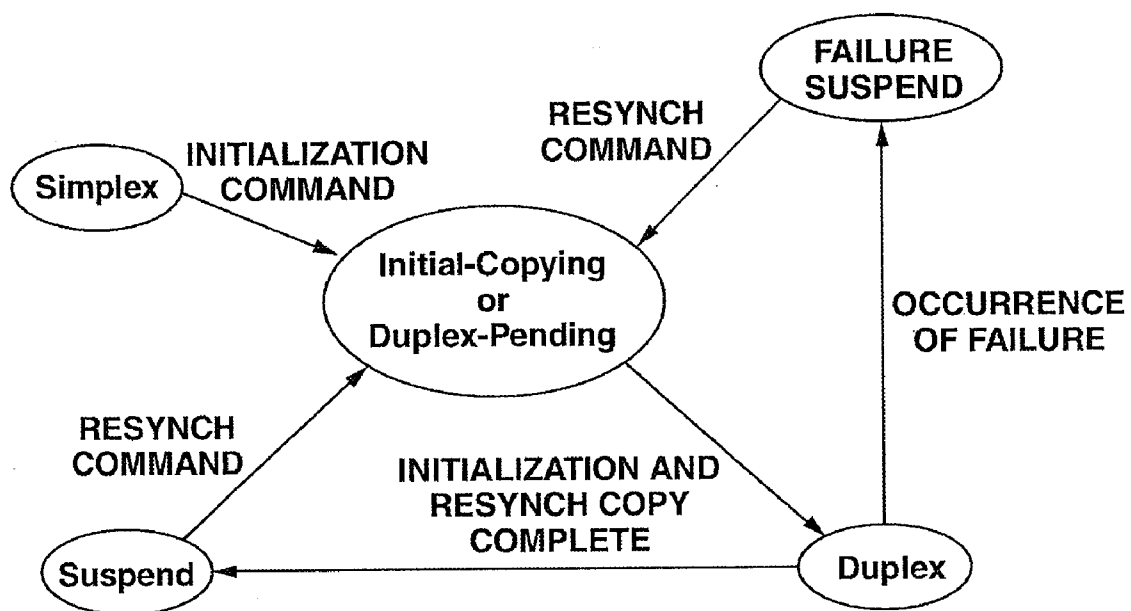 FAILURE
SUSPEND
RESYNCH
COMMAND
INITIALIZATION
COMMAND
Simplex
Initial-Copying
or
Duplex-Pending
OCCURRENCE
OF FAILURE
RESYNCH
COMMAND
INITIALIZATION AND
RESYNCH COPY
COMPLETE
Suspend
Duplex